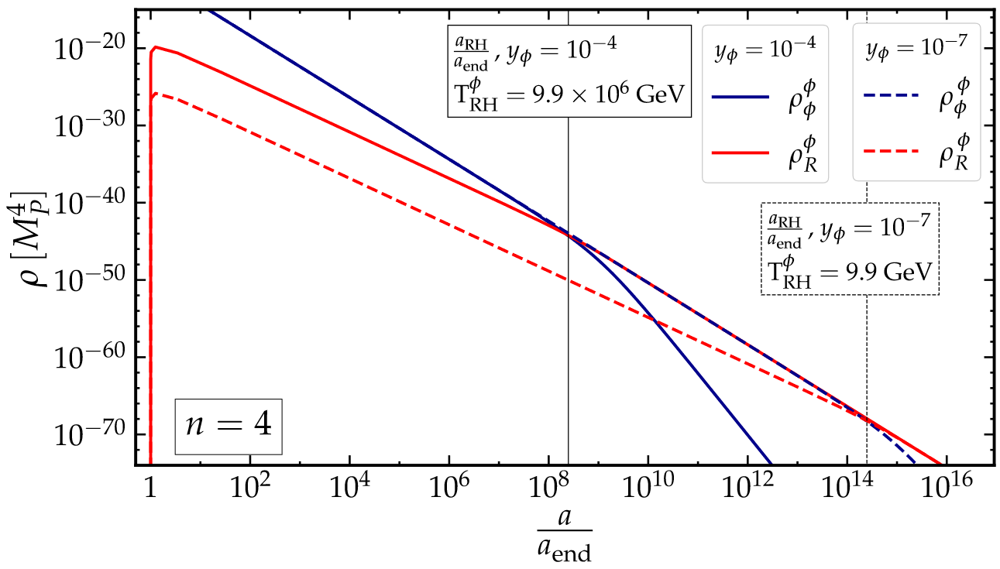 ρ [M_P^4]
10^{-20}
10^{-30}
10^{-40}
10^{-50}
10^{-60}
10^{-70}
a_RH/a_end , y_ϕ = 10^{-4}
T_RH^ϕ = 9.9 × 10^6 GeV
y_ϕ = 10^{-4}
ρ_ϕ^ϕ
ρ_R^ϕ
y_ϕ = 10^{-7}
ρ_ϕ^ϕ
ρ_R^ϕ
a_RH/a_end , y_ϕ = 10^{-7}
T_RH^ϕ = 9.9 GeV
n = 4
1 10^2 10^4 10^6 10^8 10^{10} 10^{12} 10^{14} 10^{16}
a/a_end